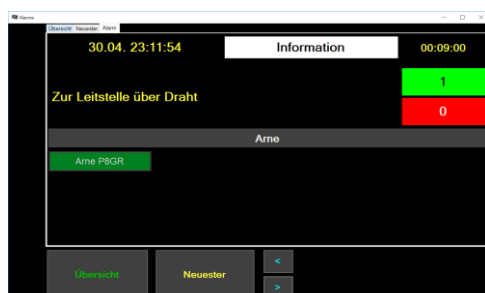 Alarme
Übersicht Neuester Alarm
30.04. 23:11:54 Information 00:09:00
Zur Leitstelle über Draht
1
0
Arne
Arne P8GR
Übersicht Neuester
<
>